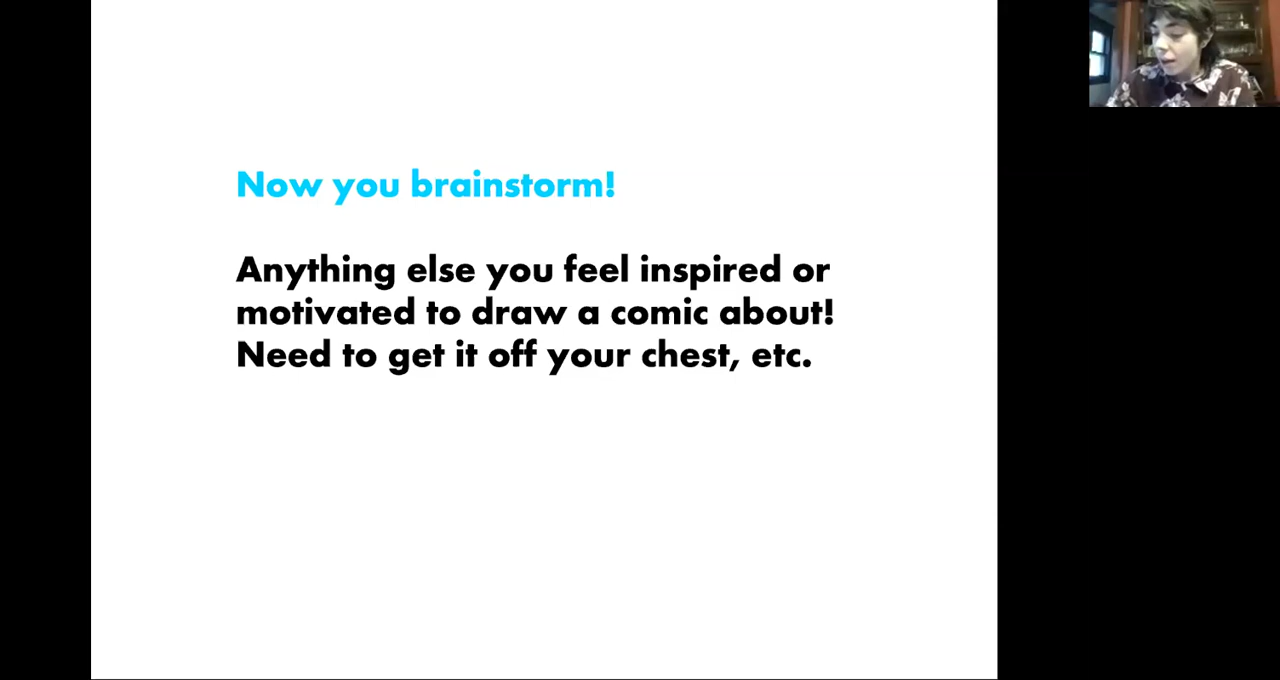 Now you brainstorm!
Anything else you feel inspired or
motivated to draw a comic about!
Need to get it off your chest, etc.